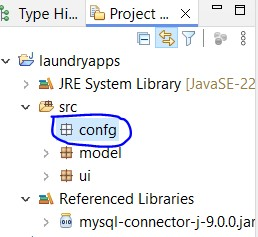 Type Hi...
Project ...
laundryapps
JRE System Library [JavaSE-22
src
confg
model
ui
Referenced Libraries
mysql-connector-j-9.0.0.jar